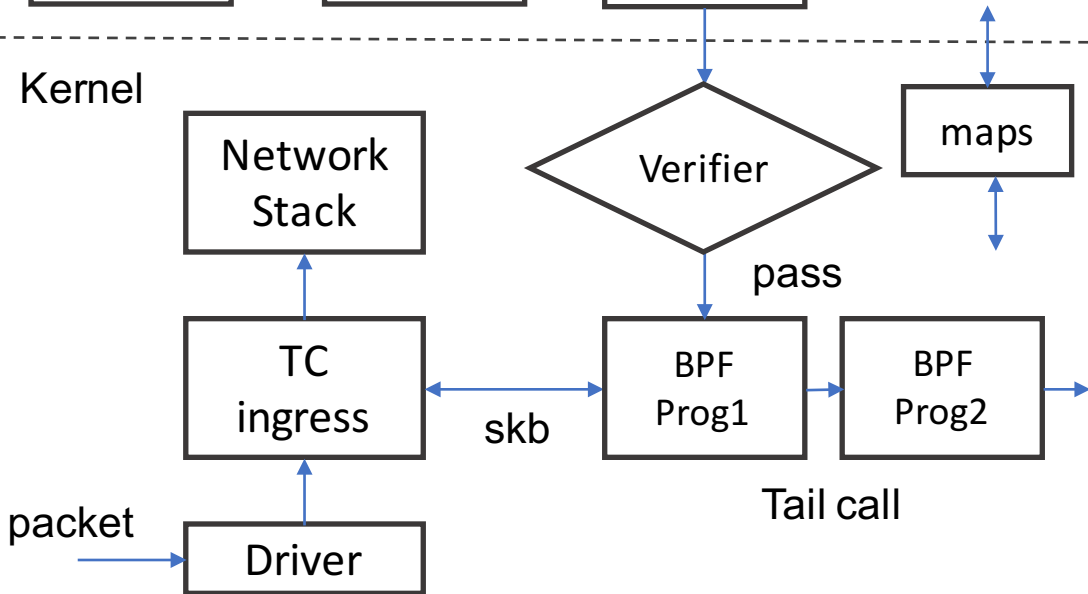 Kernel
Network
Stack
Verifier
maps
pass
TC
ingress
skb
BPF
Prog1
BPF
Prog2
Tail call
packet
Driver